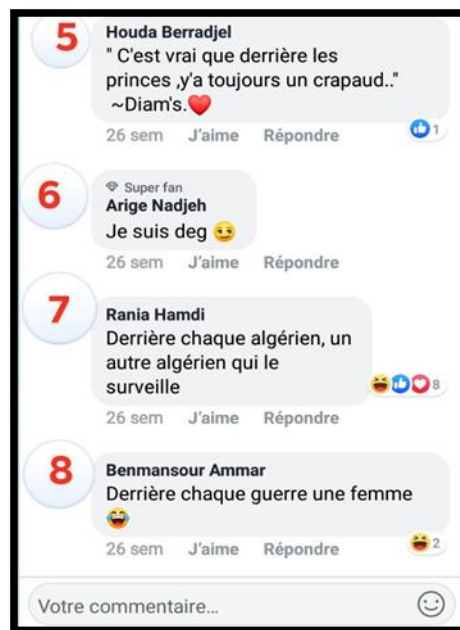 5
Houda Berradjel
" C'est vrai que derrière les
princes ,y'a toujours un crapaud.."
~Diam's.❤️
26 sem J'aime Répondre 1
6
Super fan
Arige Nadjeh
Je suis deg 🤒
26 sem J'aime Répondre
7
Rania Hamdi
Derrière chaque algérien, un
autre algérien qui le
surveille
8
26 sem J'aime Répondre
8
Benmansour Ammar
Derrière chaque guerre une femme
😂
26 sem J'aime Répondre 2
Votre commentaire...